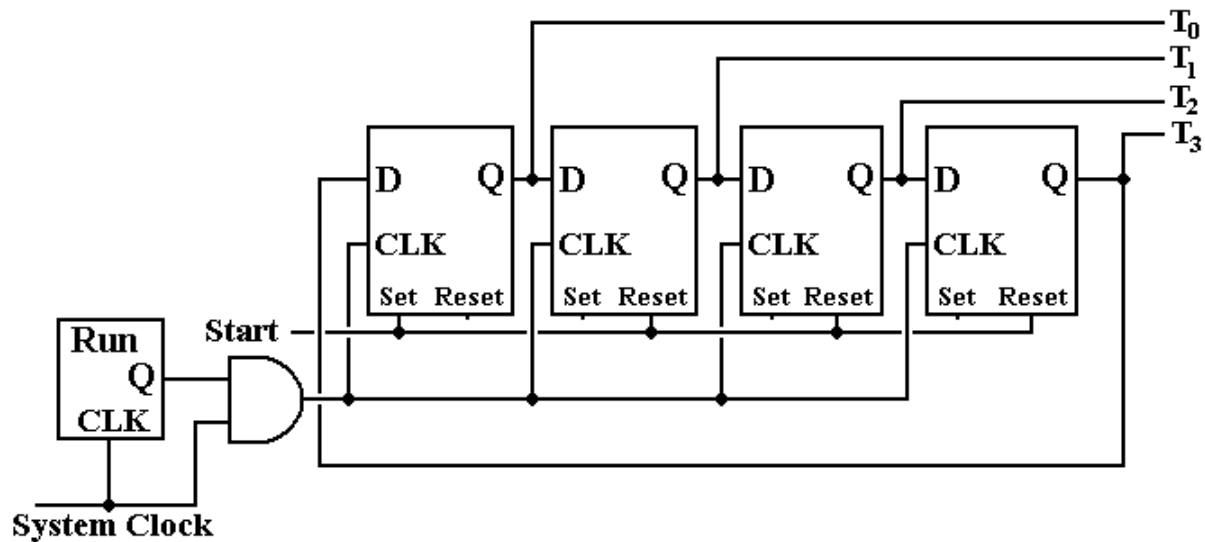 T0
T1
T2
T3
D Q D Q D Q D Q
CLK CLK CLK CLK
Set Reset Set Reset Set Reset Set Reset
Start
Run
Q
CLK
System Clock